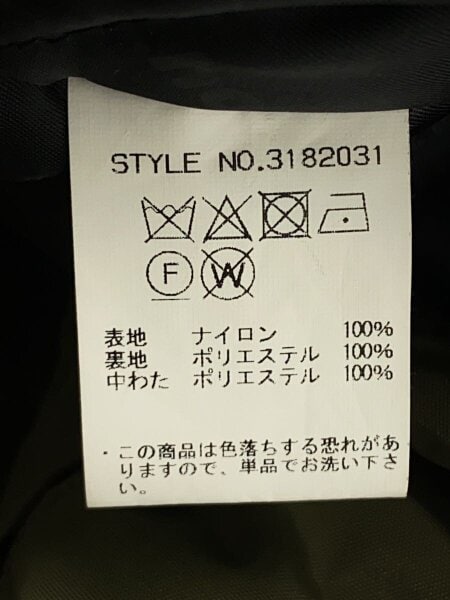 STYLE NO.3182031
F W
表地 ナイロン 100%
裏地 ポリエステル 100%
中わた ポリエステル 100%
・この商品は色落ちする恐れがあ
りますので、単品でお洗い下さ
い。